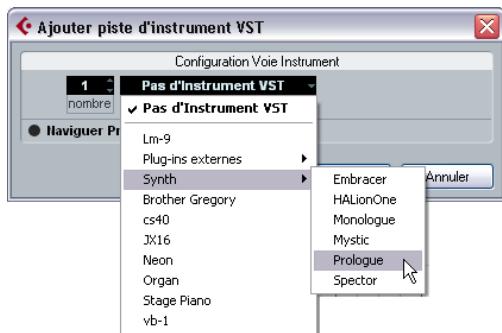 Ajouter piste d'instrument VST
Configuration Voie Instrument
1
Pas d'Instrument VST
nombre
Pas d'Instrument VST
Naviguer Pr
Lm-9
Plug-ins externes
Synth
Brother Gregory
cs40
JX16
Neon
Organ
Stage Piano
vb-1
Embracer
HALionOne
Monologue
Mystic
Prologue
Spector
Annuler